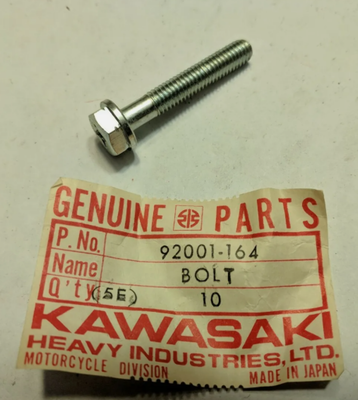 GENUINE PARTS
P. No. 92001-164
Name BOLT
Q'ty (5E) 10
KAWASAKI
HEAVY INDUSTRIES, LTD.
MOTORCYCLE DIVISION MADE IN JAPAN